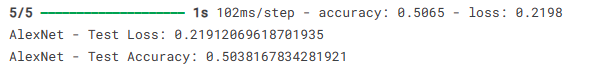 5/5 ━━━━━━━━━━━━━━━━━━━━ 1s 102ms/step - accuracy: 0.5065 - loss: 0.2198
AlexNet - Test Loss: 0.21912069618701935
AlexNet - Test Accuracy: 0.5038167834281921